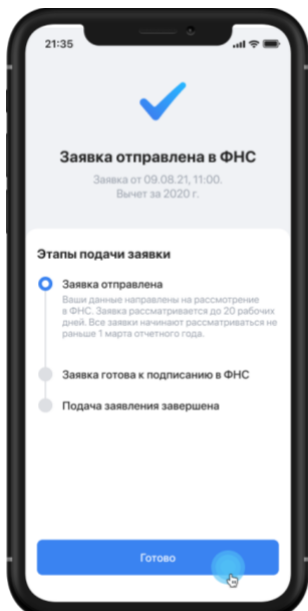 21:35
Заявка отправлена в ФНС
Заявка от 09.08.21, 11:00.
Вычет за 2020 г.
Этапы подачи заявки
Заявка отправлена
Ваши данные направлены на рассмотрение
в ФНС. Заявка рассматривается до 20 рабочих
дней. Все заявки начинают рассматриваться не
раньше 1 марта отчетного года.
Заявка готова к подписанию в ФНС
Подача заявления завершена
Готово